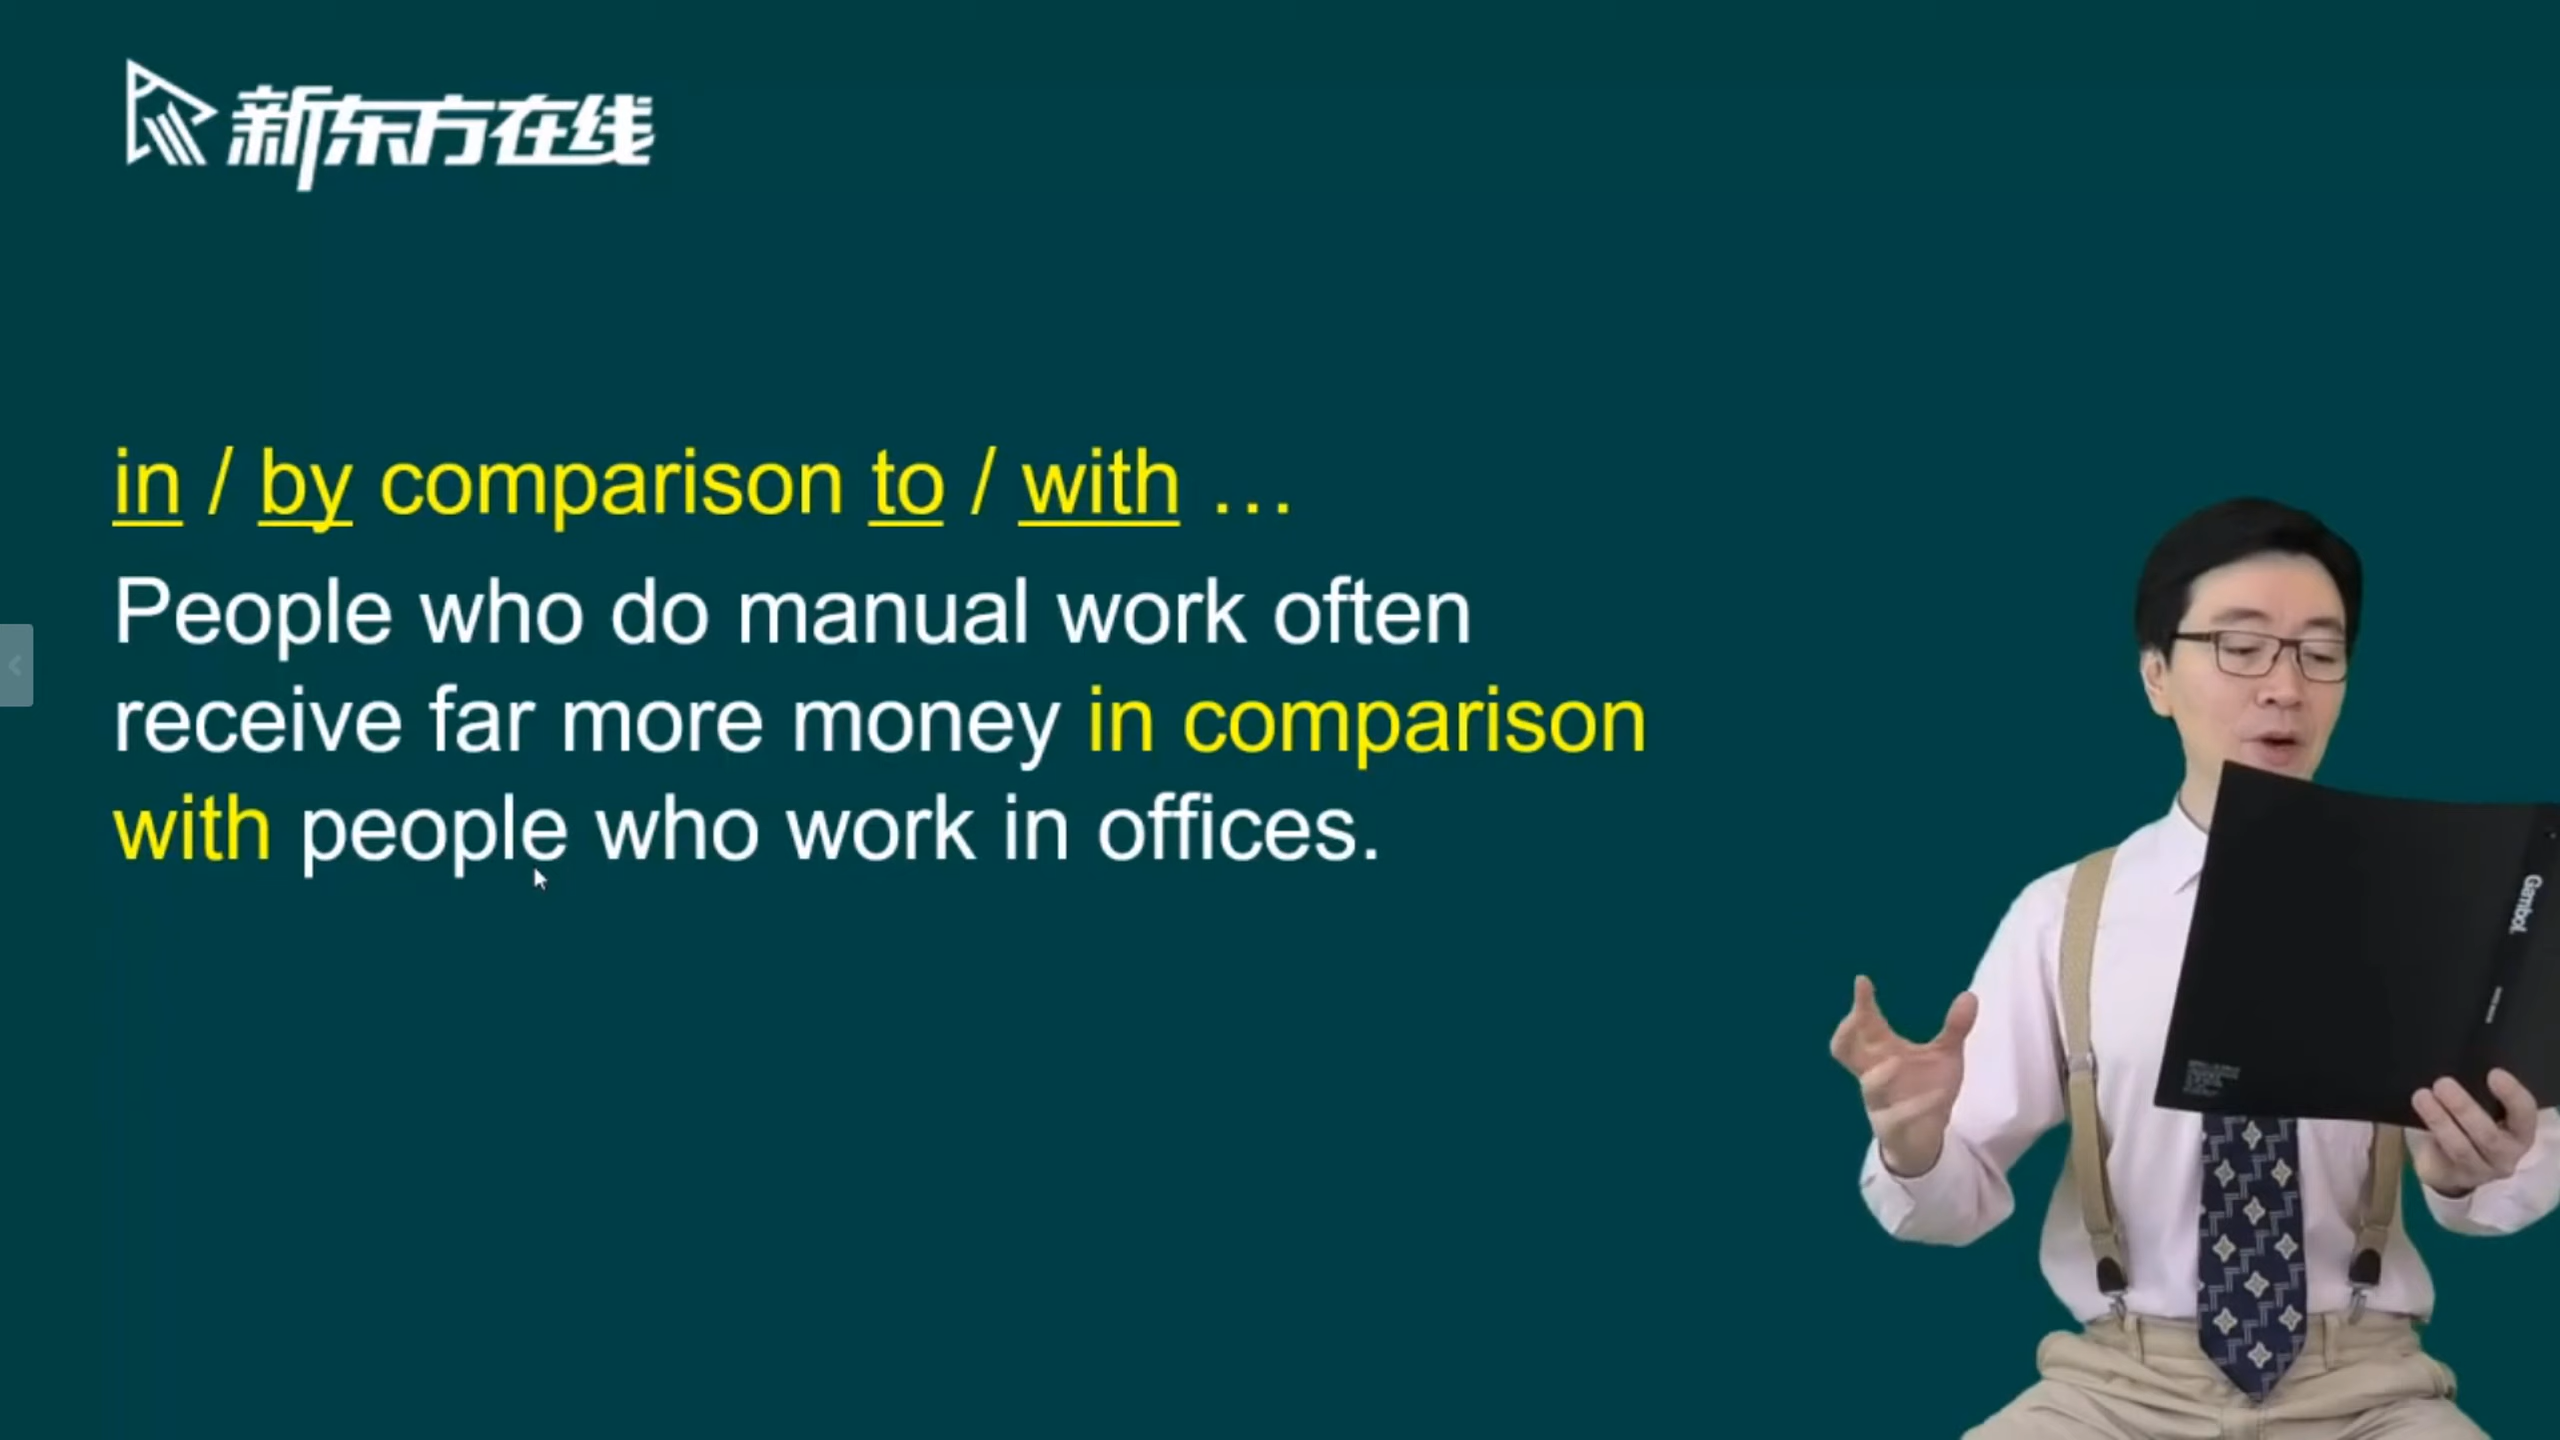 新东方在线
in / by comparison to / with …
People who do manual work often
receive far more money in comparison
with people who work in offices.
Gambol